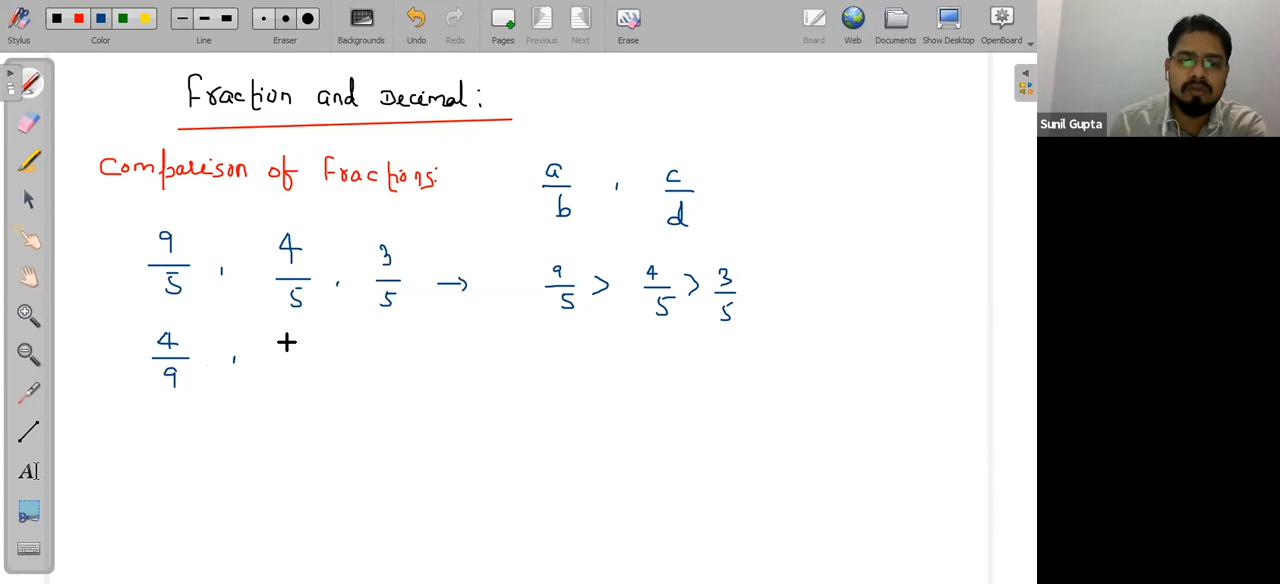 Stylus Color Line Eraser Backgrounds Undo Redo Pages Previous Next Erase Board Web Documents Show Desktop OpenBoard
Sunil Gupta
Fraction and Decimal:
Comparison of Fractions:
a/b , c/d
9/5 , 4/5 , 3/5 → 9/5 > 4/5 > 3/5
4/9 ,